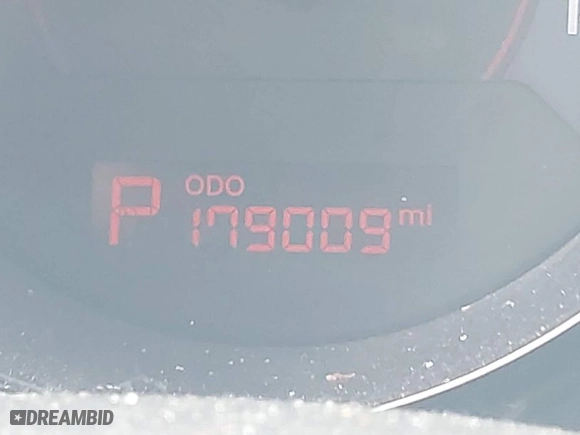 ODO
P 179009 mi
DREAMBID